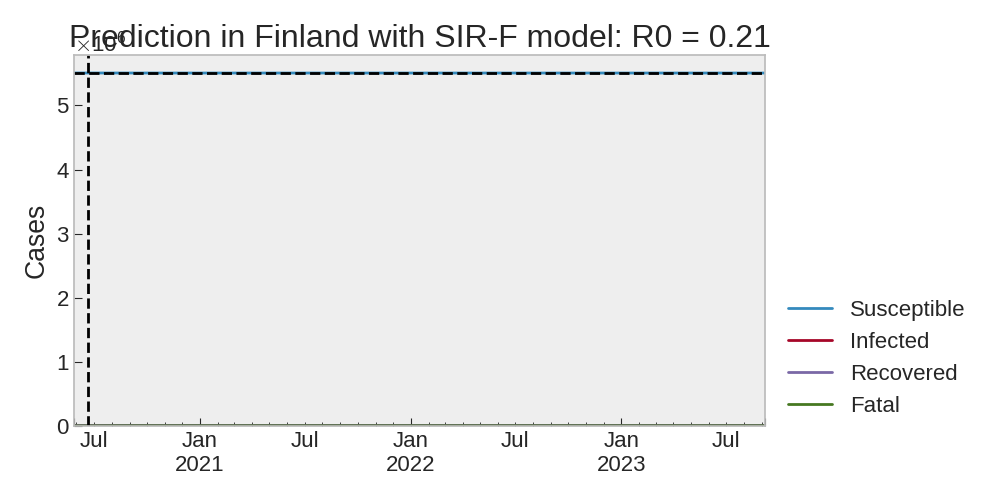 Prediction in Finland with SIR-F model: R0 = 0.21
×10⁶
5
4
3
2
1
0
Cases
Jul Jan Jul Jan Jul Jan Jul
2021 2022 2023
Susceptible
Infected
Recovered
Fatal